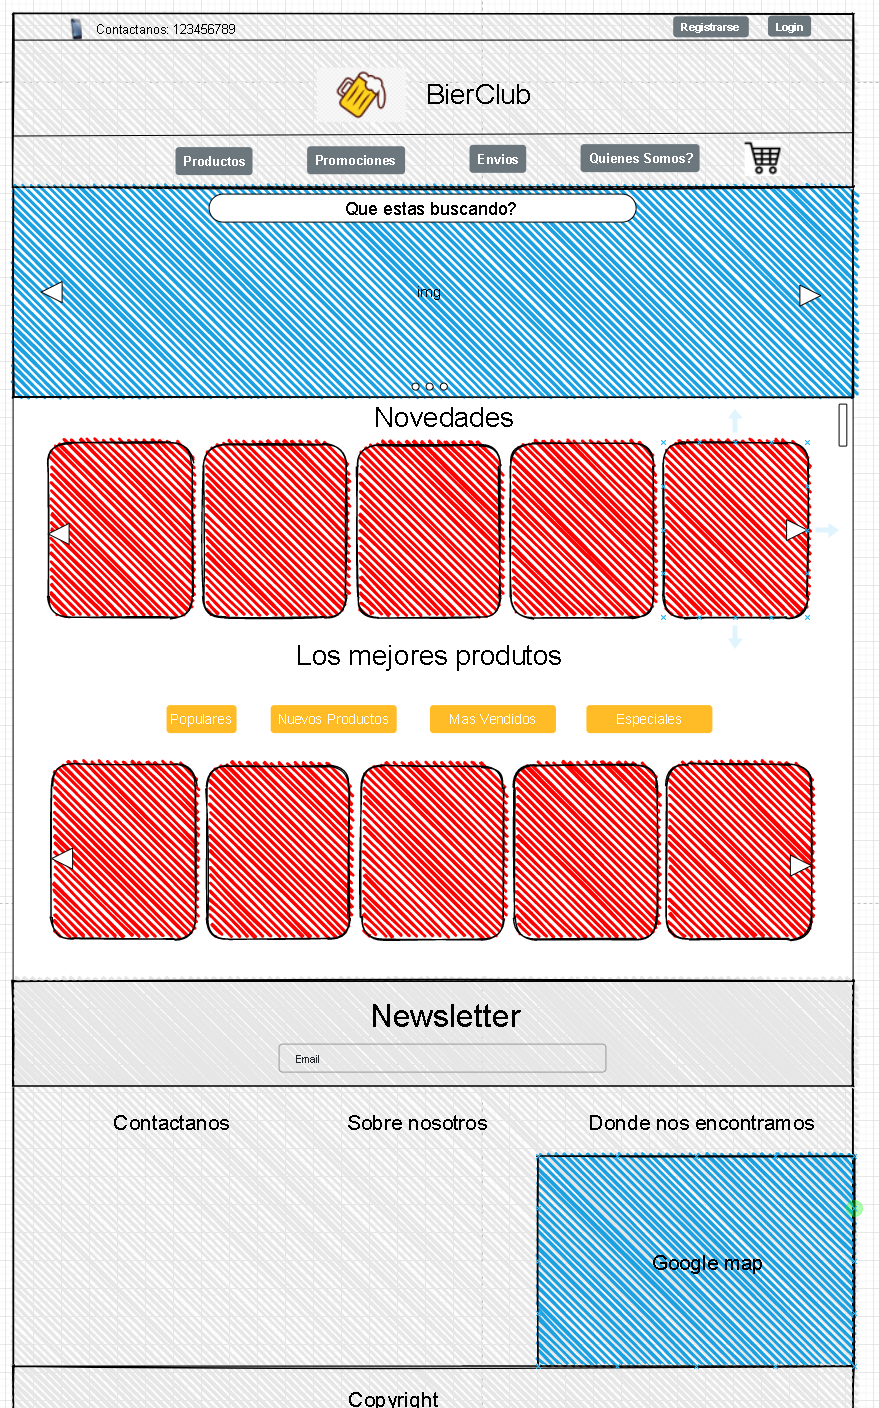 Contactanos: 123456789
Registrarse
Login
BierClub
Productos
Promociones
Envios
Quienes Somos?
Que estas buscando?
img
Novedades
Los mejores produtos
Populares
Nuevos Productos
Mas Vendidos
Especiales
Newsletter
Email
Contactanos
Sobre nosotros
Donde nos encontramos
Google map
Copyright